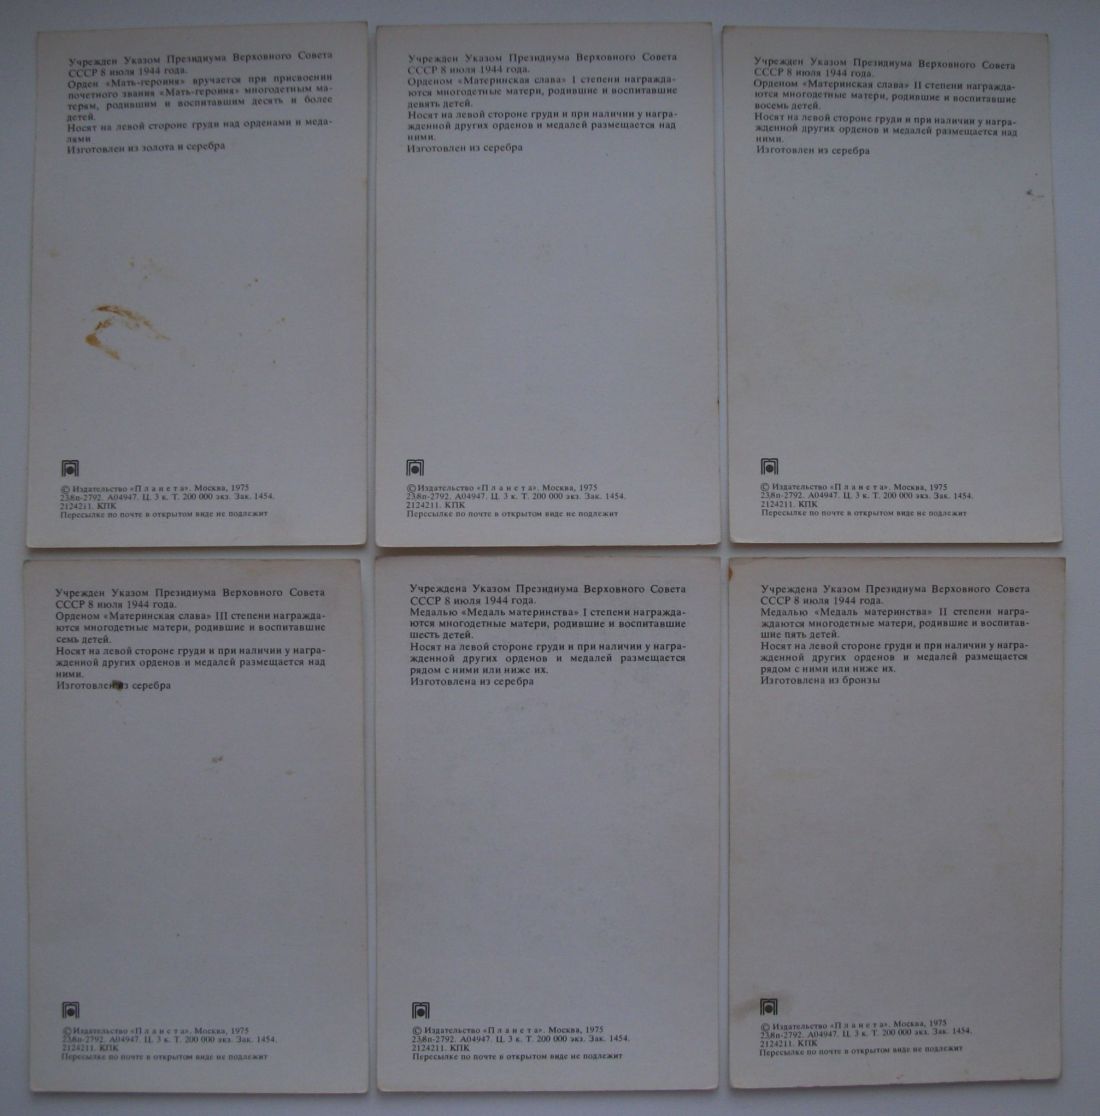 Учрежден Указом Президиума Верховного Совета
СССР 8 июля 1944 года.
Орден «Мать-героиня» вручается при присвоении
почетного звания «Мать-героиня» многодетным ма-
терям, родившим и воспитавшим десять и более
детей.
Носят на левой стороне груди над орденами и меда-
лями
Изготовлен из золота и серебра
© Издательство «Планета». Москва, 1975
23/8п-2792. А04947. Ц. 3 к. Т. 200 000 экз. Зак. 1454.
2124211. КПК
Пересылке по почте в открытом виде не подлежит
Учрежден Указом Президиума Верховного Совета
СССР 8 июля 1944 года.
Орденом «Материнская слава» I степени награжда-
ются многодетные матери, родившие и воспитавшие
девять детей.
Носят на левой стороне груди и при наличии у награ-
жденной других орденов и медалей размещается над
ними.
Изготовлен из серебра
© Издательство «Планета». Москва, 1975
23/8п-2792. А04947. Ц. 3 к. Т. 200 000 экз. Зак. 1454.
2124211. КПК
Пересылке по почте в открытом виде не подлежит
Учрежден Указом Президиума Верховного Совета
СССР 8 июля 1944 года.
Орденом «Материнская слава» II степени награжда-
ются многодетные матери, родившие и воспитавшие
восемь детей.
Носят на левой стороне груди и при наличии у награ-
жденной других орденов и медалей размещается над
ними.
Изготовлен из серебра
© Издательство «Планета». Москва, 1975
23/8п-2792. А04947. Ц. 3 к. Т. 200 000 экз. Зак. 1454.
2124211. КПК
Пересылке по почте в открытом виде не подлежит
Учрежден Указом Президиума Верховного Совета
СССР 8 июля 1944 года.
Орденом «Материнская слава» III степени награжда-
ются многодетные матери, родившие и воспитавшие
семь детей.
Носят на левой стороне груди и при наличии у награ-
жденной других орденов и медалей размещается над
ними.
Изготовлен из серебра
© Издательство «Планета». Москва, 1975
23/8п-2792. А04947. Ц. 3 к. Т. 200 000 экз. Зак. 1454.
2124211. КПК
Пересылке по почте в открытом виде не подлежит
Учреждена Указом Президиума Верховного Совета
СССР 8 июля 1944 года.
Медалью «Медаль материнства» I степени награжда-
ются многодетные матери, родившие и воспитавшие
шесть детей.
Носят на левой стороне груди и при наличии у награ-
жденной других орденов и медалей размещается
рядом с ними или ниже их.
Изготовлена из серебра
© Издательство «Планета». Москва, 1975
23/8п-2792. А04947. Ц. 3 к. Т. 200 000 экз. Зак. 1454.
2124211. КПК
Пересылке по почте в открытом виде не подлежит
Учреждена Указом Президиума Верховного Совета
СССР 8 июля 1944 года.
Медалью «Медаль материнства» II степени награ-
ждаются многодетные матери, родившие и воспитав-
шие пять детей.
Носят на левой стороне груди и при наличии у награ-
жденной других орденов и медалей размещается
рядом с ними или ниже их.
Изготовлена из бронзы
© Издательство «Планета». Москва, 1975
23/8п-2792. А04947. Ц. 3 к. Т. 200 000 экз. Зак. 1454.
2124211. КПК
Пересылке по почте в открытом виде не подлежит